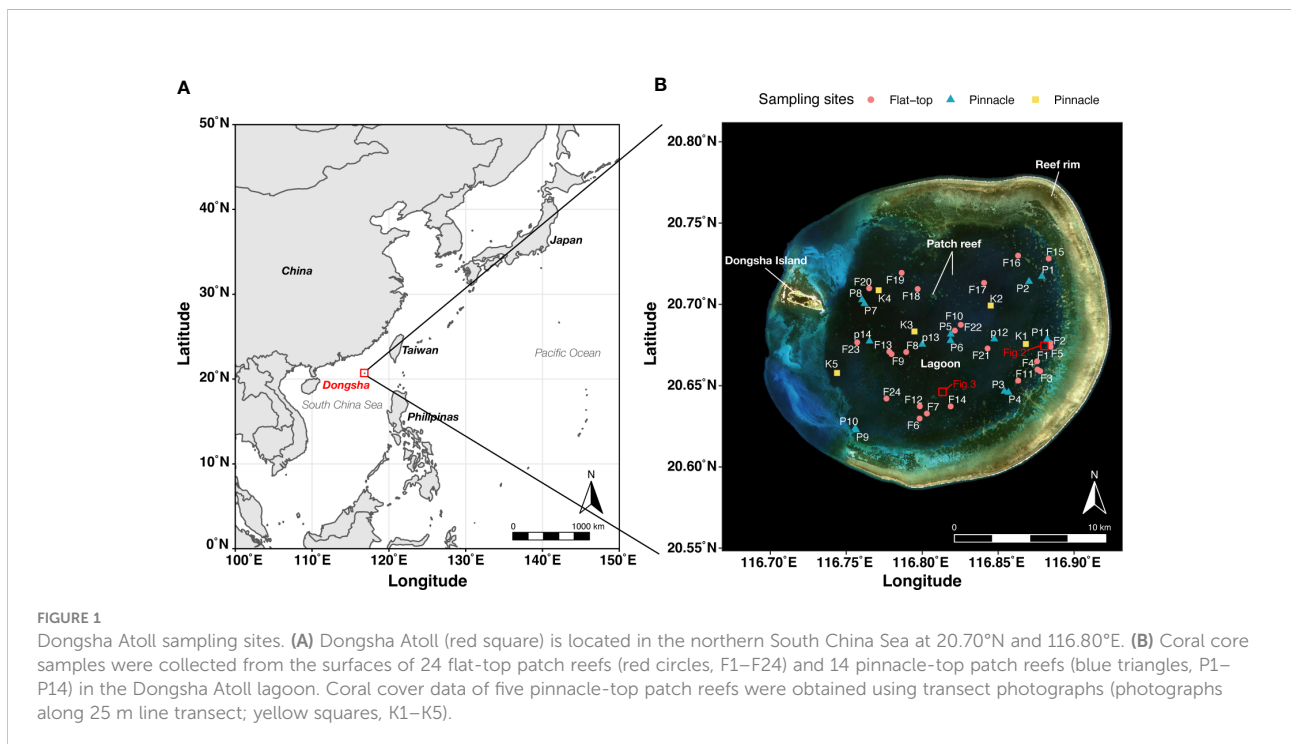 A
50°N
40°N
30°N
20°N
10°N
0°N
Latitude
100°E
110°E
120°E
130°E
140°E
150°E
Longitude
China
Japan
Taiwan
Pacific Ocean
Dongsha
South China Sea
Philipinas
N
0 1000 km
B
Sampling sites Flat-top Pinnacle Pinnacle
20.80°N
20.75°N
20.70°N
20.65°N
20.60°N
20.55°N
Latitude
116.70°E
116.75°E
116.80°E
116.85°E
116.90°E
Longitude
Reef rim
Patch reef
Dongsha Island
Lagoon
F15
F16
P1
P2
F19
F20
P8
K4
F18
P7
F17
K2
F10
K3
P5
F22
p14
p13
P6
p12
K1
P11
F2
Fig.2
F23
F13
F8
F9
F21
F1
F5
F4
F3
F11
K5
Fig.3
P3
P4
F24
F12
F7
F14
F6
P10
P9
N
0 10 km
FIGURE 1
Dongsha Atoll sampling sites. (A) Dongsha Atoll (red square) is located in the northern South China Sea at 20.70°N and 116.80°E. (B) Coral core
samples were collected from the surfaces of 24 flat-top patch reefs (red circles, F1–F24) and 14 pinnacle-top patch reefs (blue triangles, P1–
P14) in the Dongsha Atoll lagoon. Coral cover data of five pinnacle-top patch reefs were obtained using transect photographs (photographs
along 25 m line transect; yellow squares, K1–K5).